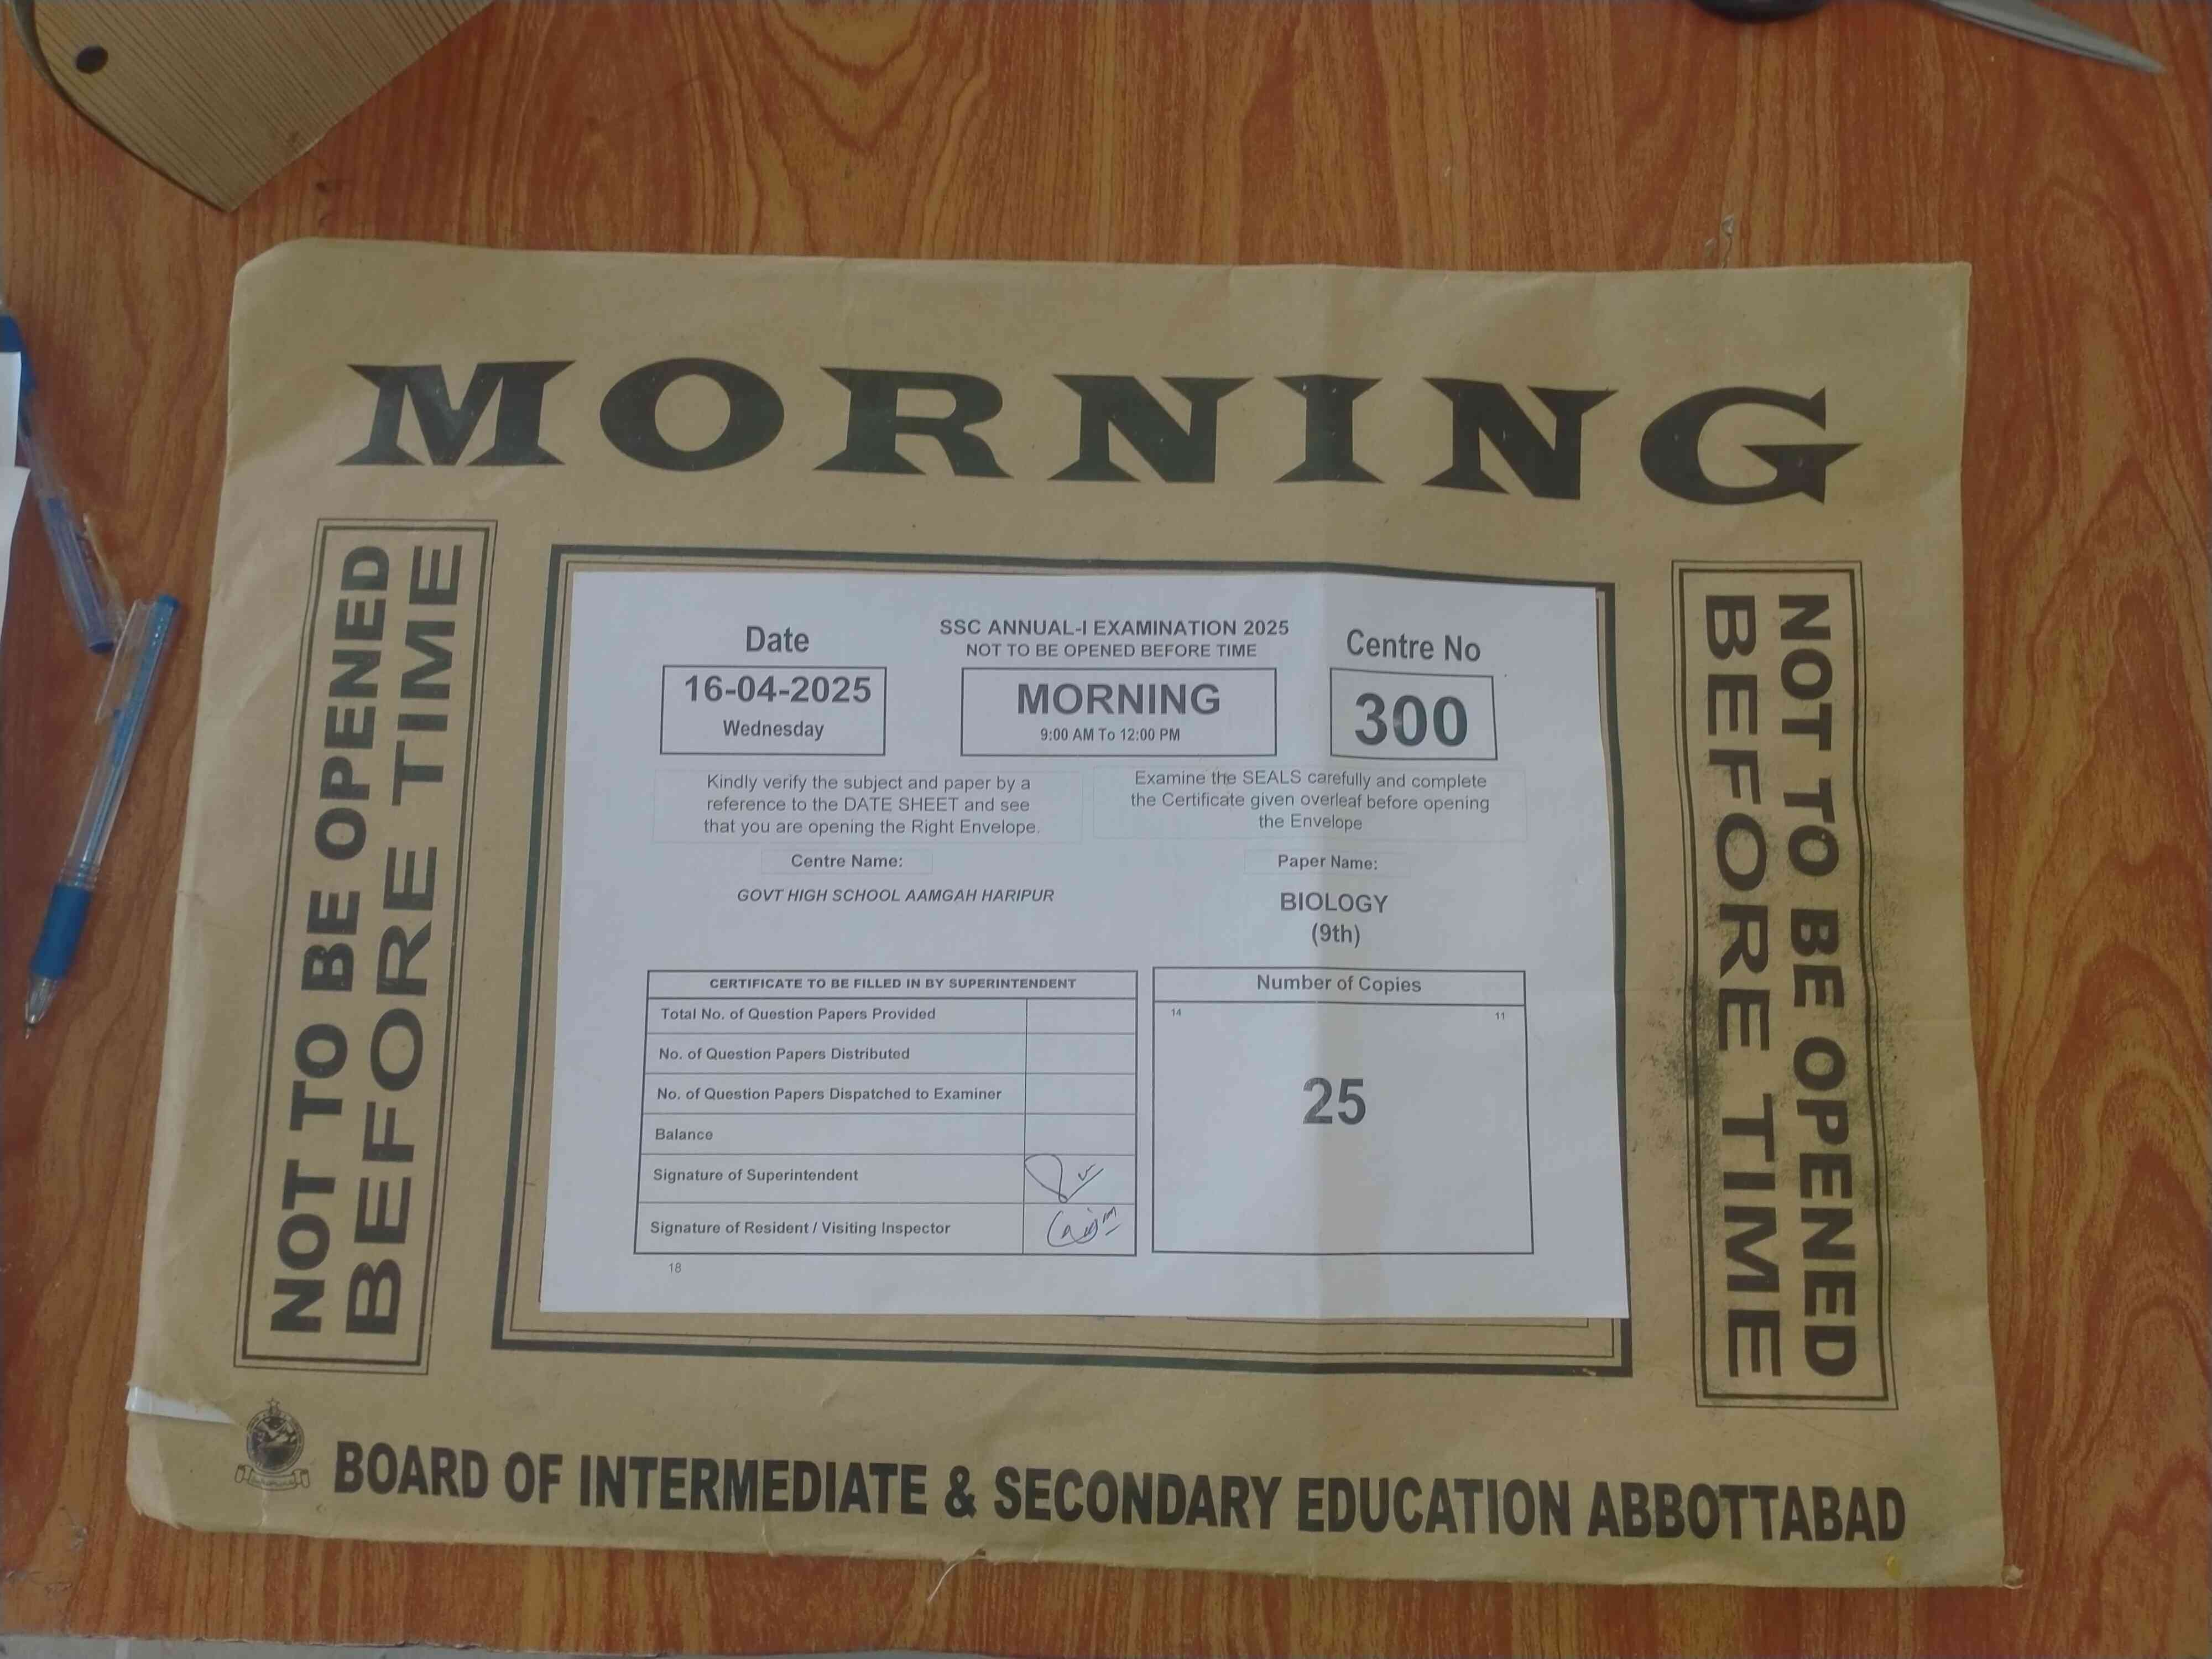 MORNING
NOT TO BE OPENED
BEFORE TIME
Date
16-04-2025
Wednesday
SSC ANNUAL-I EXAMINATION 2025
NOT TO BE OPENED BEFORE TIME
MORNING
9:00 AM To 12:00 PM
Centre No
300
Kindly verify the subject and paper by a
reference to the DATE SHEET and see
that you are opening the Right Envelope.
Examine the SEALS carefully and complete
the Certificate given overleaf before opening
the Envelope
Centre Name:
GOVT HIGH SCHOOL AAMGAH HARIPUR
Paper Name:
BIOLOGY
(9th)
CERTIFICATE TO BE FILLED IN BY SUPERINTENDENT
Total No. of Question Papers Provided
No. of Question Papers Distributed
No. of Question Papers Dispatched to Examiner
Balance
Signature of Superintendent
Signature of Resident / Visiting Inspector
18
Number of Copies
14 11
25
NOT TO BE OPENED
BEFORE TIME
BOARD OF INTERMEDIATE & SECONDARY EDUCATION ABBOTTABAD